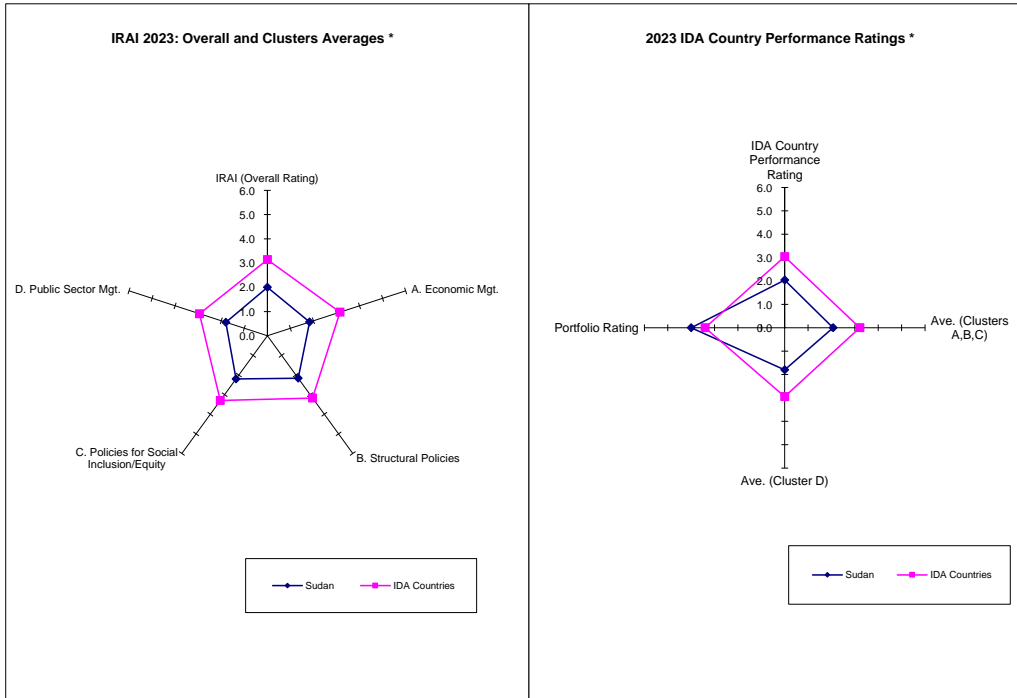 IRAI 2023: Overall and Clusters Averages *
IRAI (Overall Rating)
6.0
5.0
4.0
3.0
2.0
1.0
0.0
A. Economic Mgt.
B. Structural Policies
C. Policies for Social
Inclusion/Equity
D. Public Sector Mgt.
Sudan
IDA Countries
2023 IDA Country Performance Ratings *
IDA Country
Performance
Rating
6.0
5.0
4.0
3.0
2.0
1.0
0.0
Ave. (Clusters
A,B,C)
Ave. (Cluster D)
Portfolio Rating
Sudan
IDA Countries